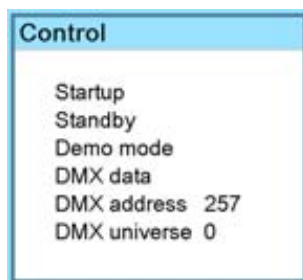 Control
Startup
Standby
Demo mode
DMX data
DMX address 257
DMX universe 0